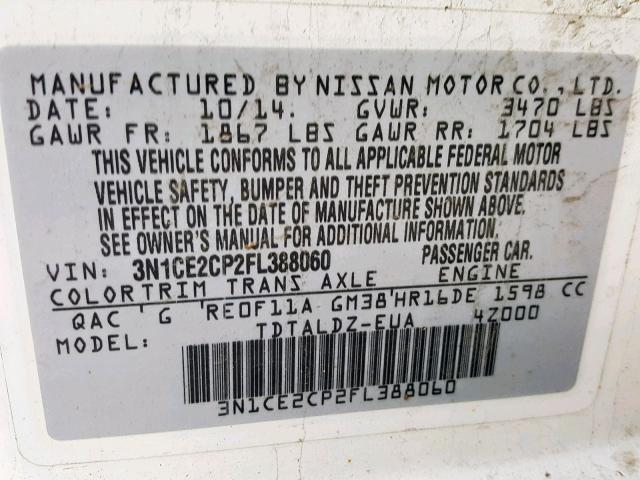 MANUFACTURED BY NISSAN MOTOR CO., LTD.
DATE: 10/14. GVWR: 3470 LBS
GAWR FR: 1867 LBS GAWR RR: 1704 LBS
THIS VEHICLE CONFORMS TO ALL APPLICABLE FEDERAL MOTOR
VEHICLE SAFETY, BUMPER AND THEFT PREVENTION STANDARDS
IN EFFECT ON THE DATE OF MANUFACTURE SHOWN ABOVE.
SEE OWNER'S MANUAL FOR ADDITIONAL INFORMATION.
VIN: 3N1CE2CP2FL388060 PASSENGER CAR.
COLOR TRIM TRANS AXLE ENGINE
QAC G RE0F11A GM38 HR16DE 1598 CC
MODEL: TDTALDZ-EUA 4Z000
3N1CE2CP2FL388060